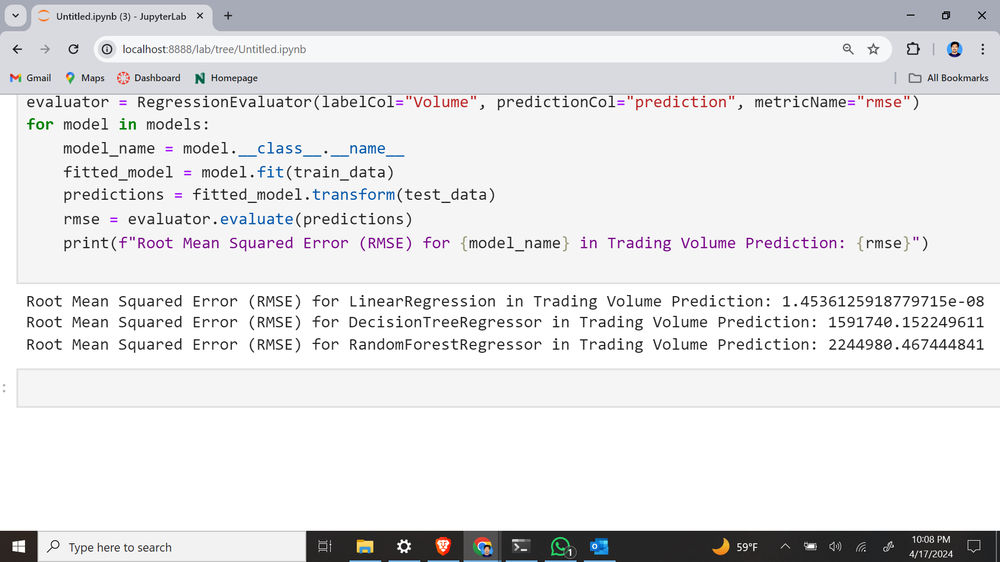 Untitled.ipynb (3) - JupyterLab
localhost:8888/lab/tree/Untitled.ipynb
Gmail Maps Dashboard Homepage All Bookmarks
evaluator = RegressionEvaluator(labelCol="Volume", predictionCol="prediction", metricName="rmse")
for model in models:
    model_name = model.__class__.__name__
    fitted_model = model.fit(train_data)
    predictions = fitted_model.transform(test_data)
    rmse = evaluator.evaluate(predictions)
    print(f"Root Mean Squared Error (RMSE) for {model_name} in Trading Volume Prediction: {rmse}")
Root Mean Squared Error (RMSE) for LinearRegression in Trading Volume Prediction: 1.4536125918779715e-08
Root Mean Squared Error (RMSE) for DecisionTreeRegressor in Trading Volume Prediction: 1591740.152249611
Root Mean Squared Error (RMSE) for RandomForestRegressor in Trading Volume Prediction: 2244980.467444841
:
Type here to search 1 59°F 10:08 PM
4/17/2024